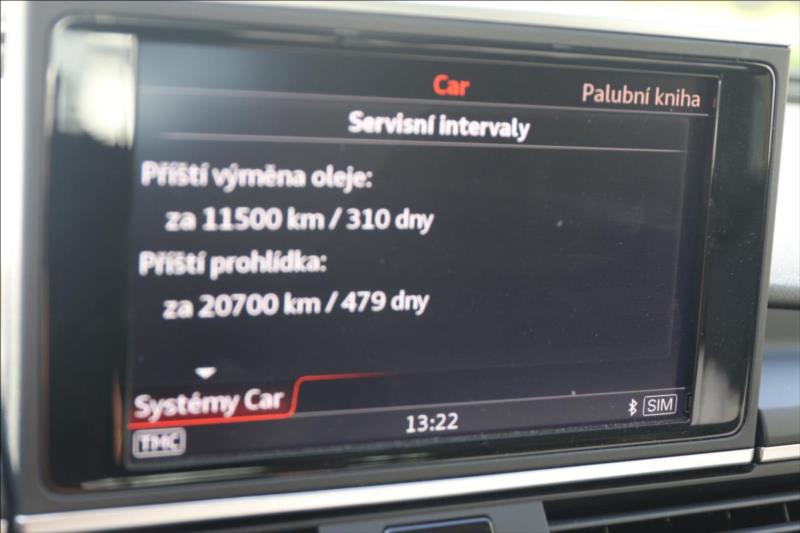 Car
Palubní kniha
Servisní intervaly
Příští výměna oleje:
za 11500 km / 310 dny
Příští prohlídka:
za 20700 km / 479 dny
Systémy Car
TMC
13:22
SIM